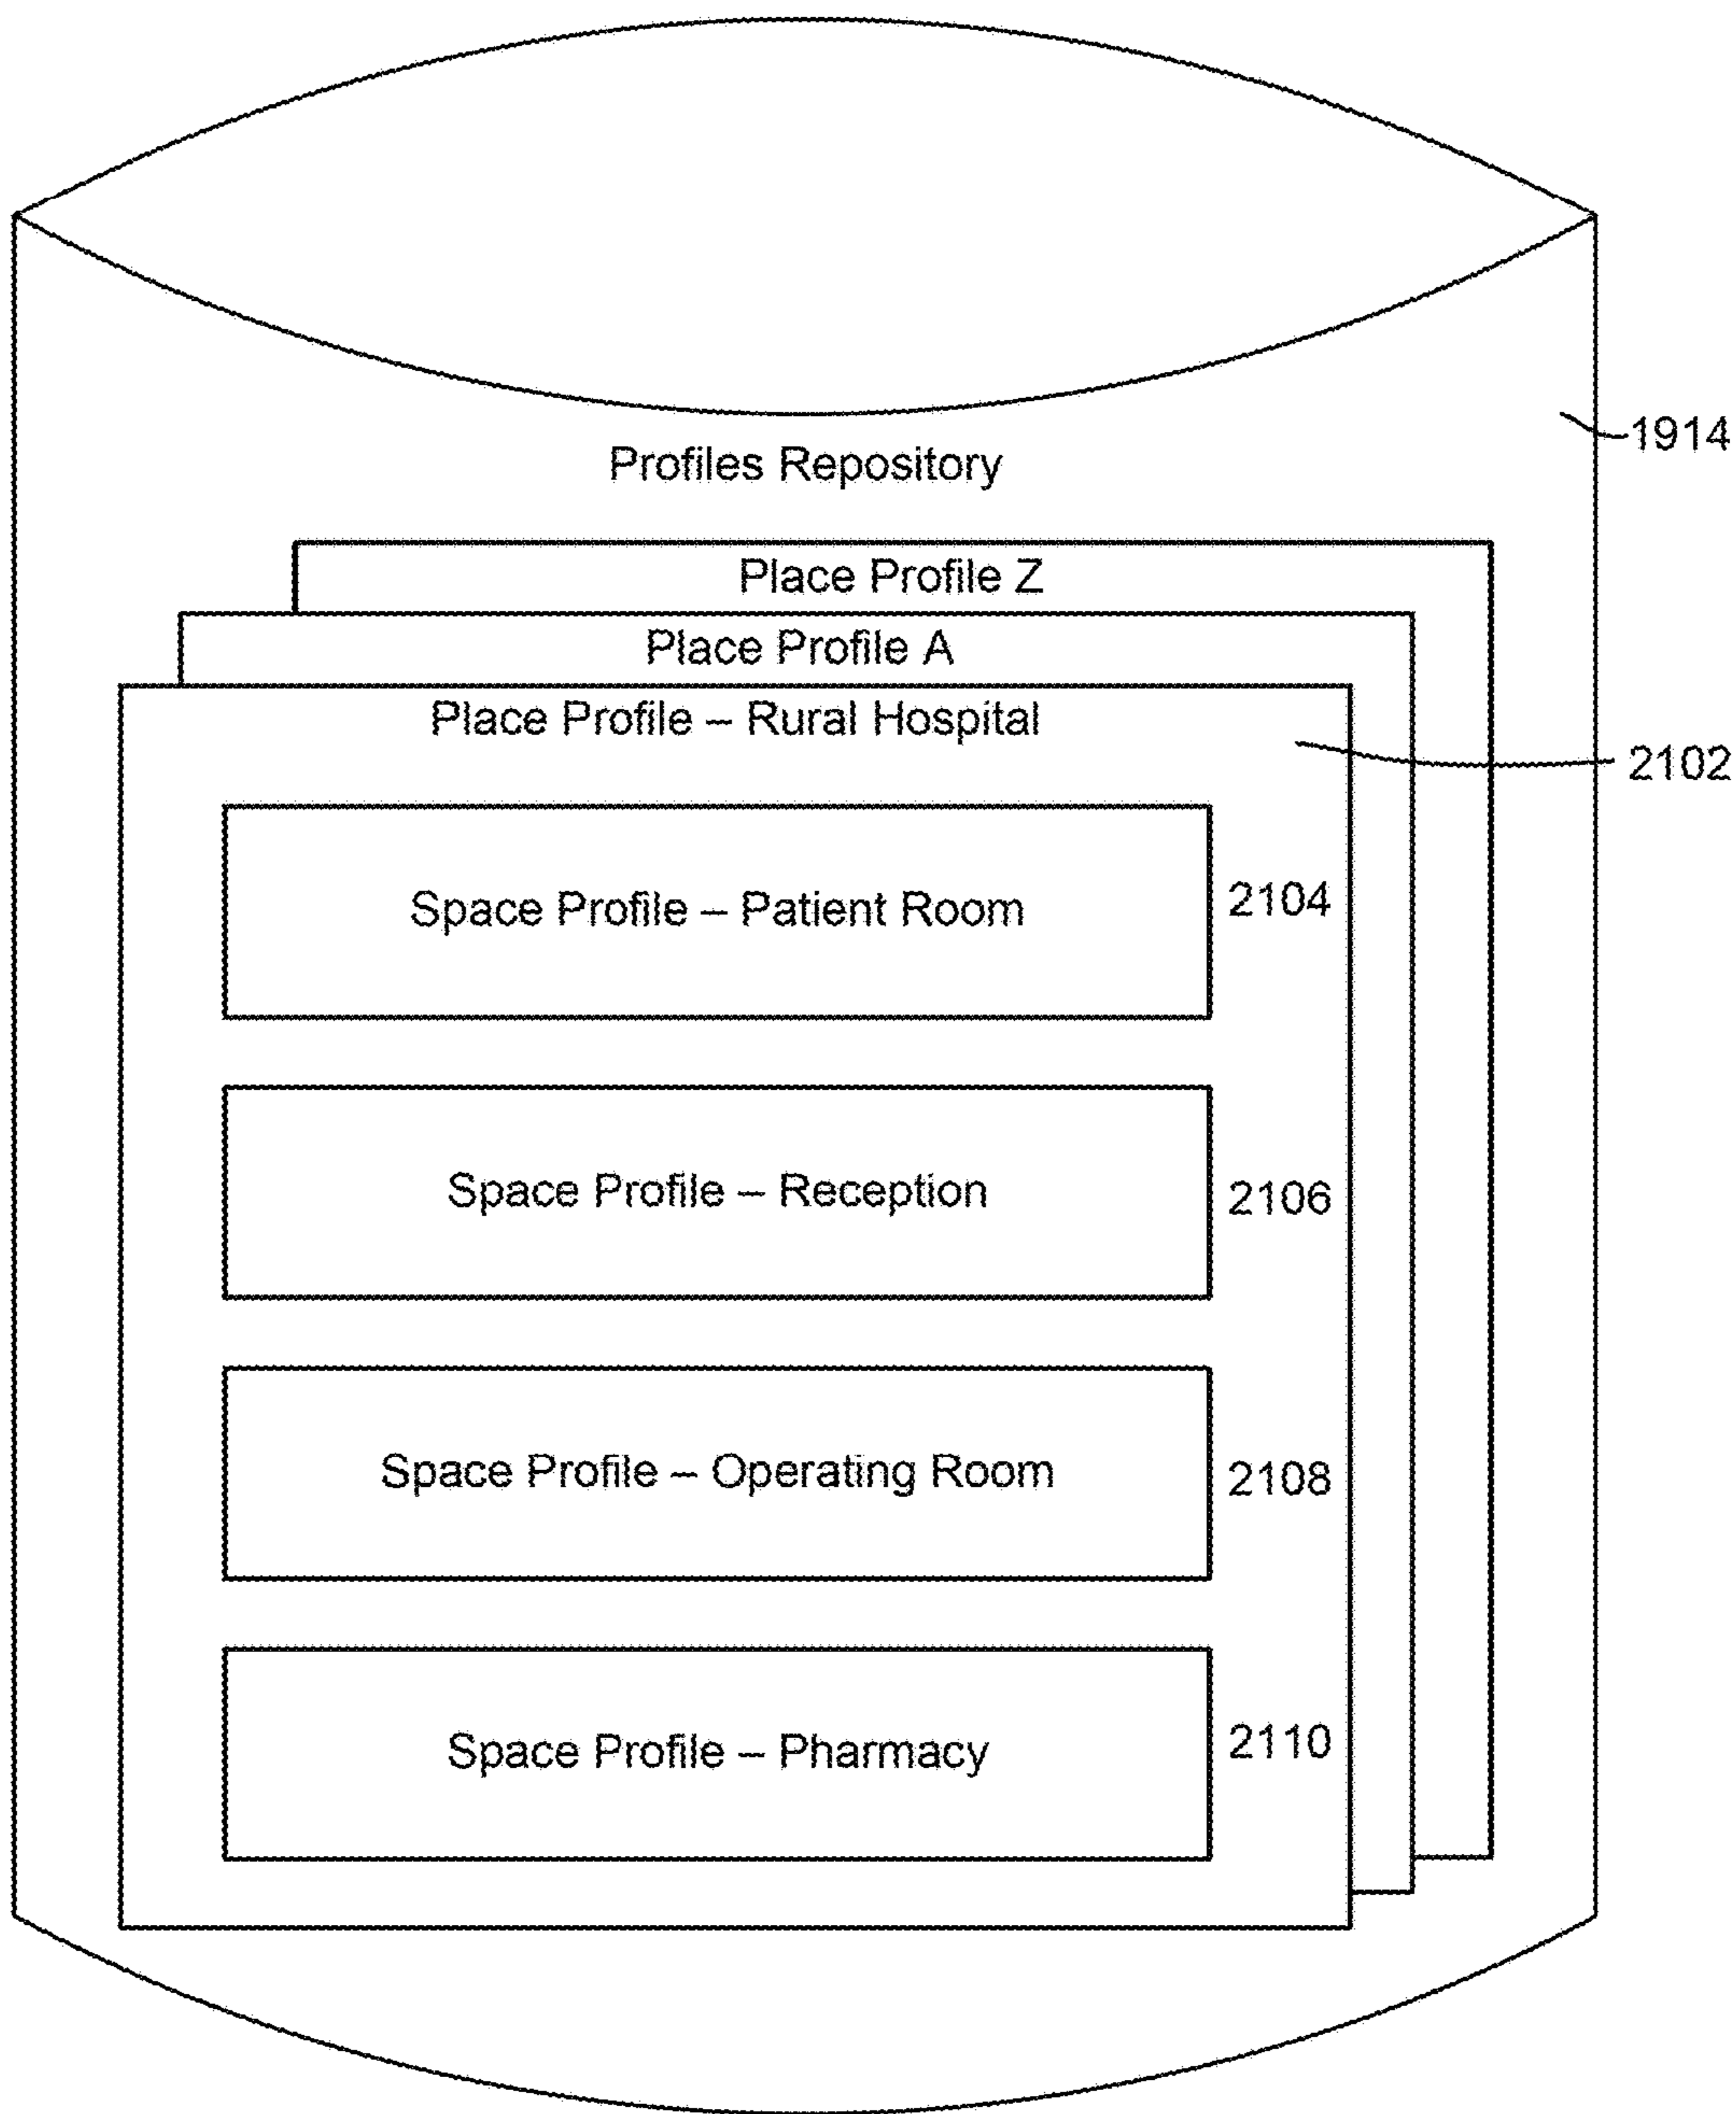 Profiles Repository
1914
Place Profile Z
Place Profile A
Place Profile – Rural Hospital
2102
Space Profile – Patient Room
2104
Space Profile – Reception
2106
Space Profile – Operating Room
2108
Space Profile – Pharmacy
2110